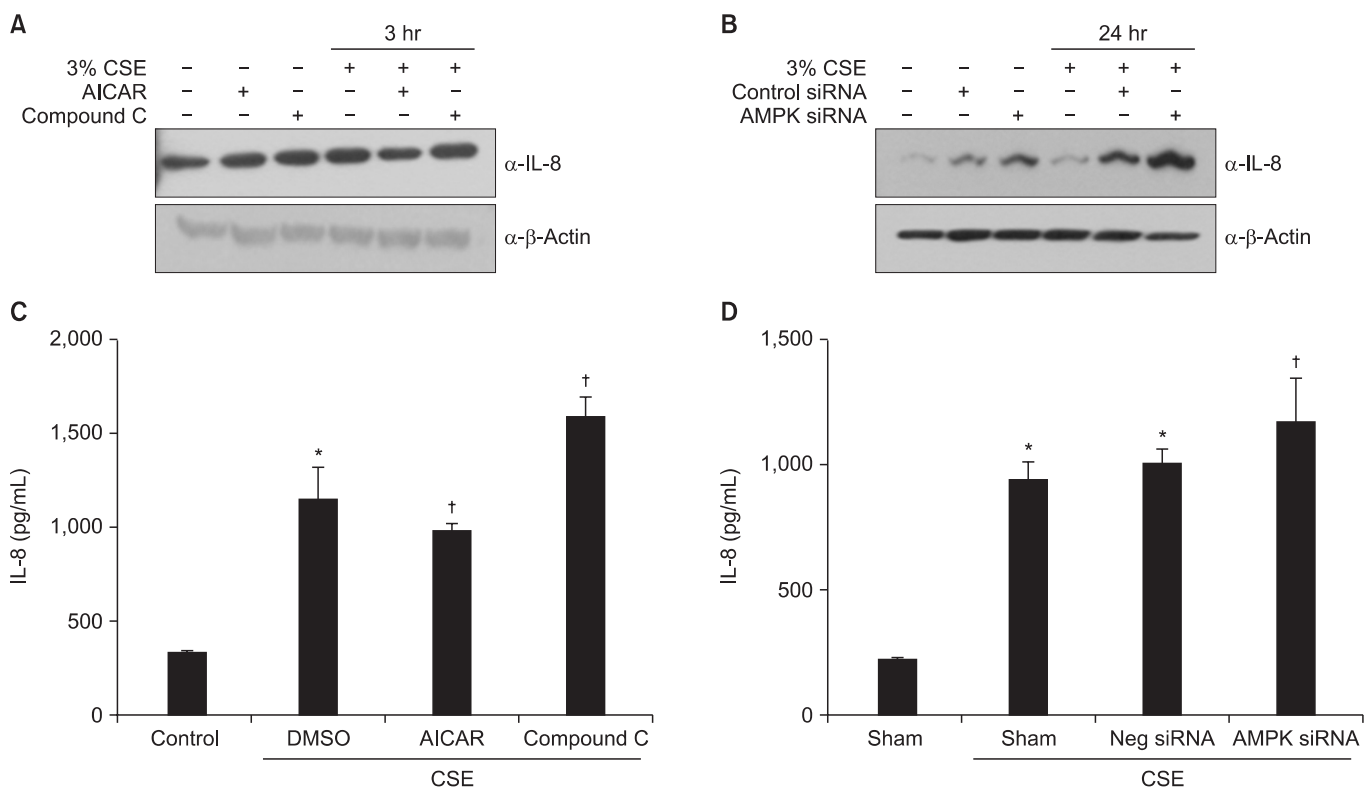 A
3 hr
3% CSE – – – + + +
AICAR – + – – + –
Compound C – – + – – +
α-IL-8
α-β-Actin
B
24 hr
3% CSE – – – + + +
Control siRNA – + – – + –
AMPK siRNA – – + – – +
α-IL-8
α-β-Actin
C
IL-8 (pg/mL)
2,000
1,500
1,000
500
0
*
†
†
Control DMSO AICAR Compound C
CSE
D
IL-8 (pg/mL)
1,500
1,000
500
0
*
*
†
Sham Sham Neg siRNA AMPK siRNA
CSE